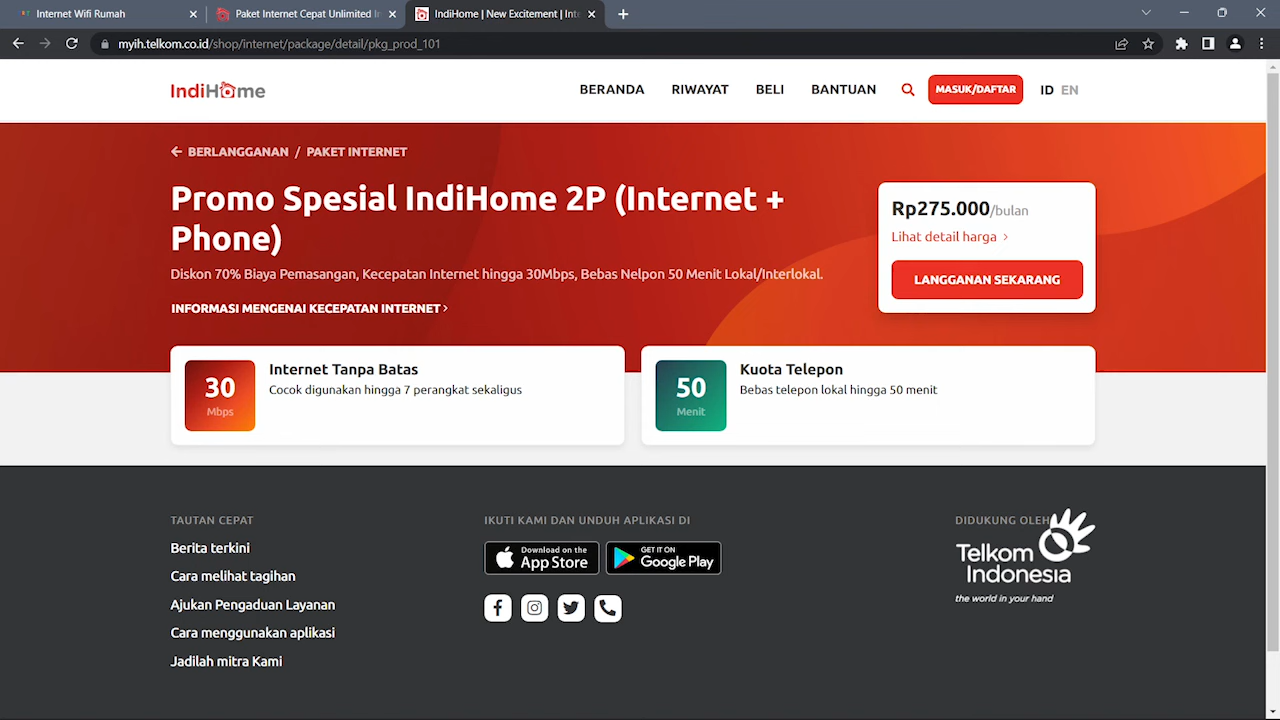 Internet Wifi Rumah
Paket Internet Cepat Unlimited In
IndiHome | New Excitement | Inte
myih.telkom.co.id/shop/internet/package/detail/pkg_prod_101
IndiHome
BERANDA
RIWAYAT
BELI
BANTUAN
MASUK/DAFTAR
ID EN
BERLANGGANAN / PAKET INTERNET
Promo Spesial IndiHome 2P (Internet +
Phone)
Diskon 70% Biaya Pemasangan, Kecepatan Internet hingga 30Mbps, Bebas Nelpon 50 Menit Lokal/Interlokal.
INFORMASI MENGENAI KECEPATAN INTERNET
Rp275.000/bulan
Lihat detail harga
LANGGANAN SEKARANG
30
Mbps
Internet Tanpa Batas
Cocok digunakan hingga 7 perangkat sekaligus
50
Menit
Kuota Telepon
Bebas telepon lokal hingga 50 menit
TAUTAN CEPAT
Berita terkini
Cara melihat tagihan
Ajukan Pengaduan Layanan
Cara menggunakan aplikasi
Jadilah mitra Kami
IKUTI KAMI DAN UNDUH APLIKASI DI
Download on the
App Store
GET IT ON
Google Play
DIDUKUNG OLEH
Telkom
Indonesia
the world in your hand